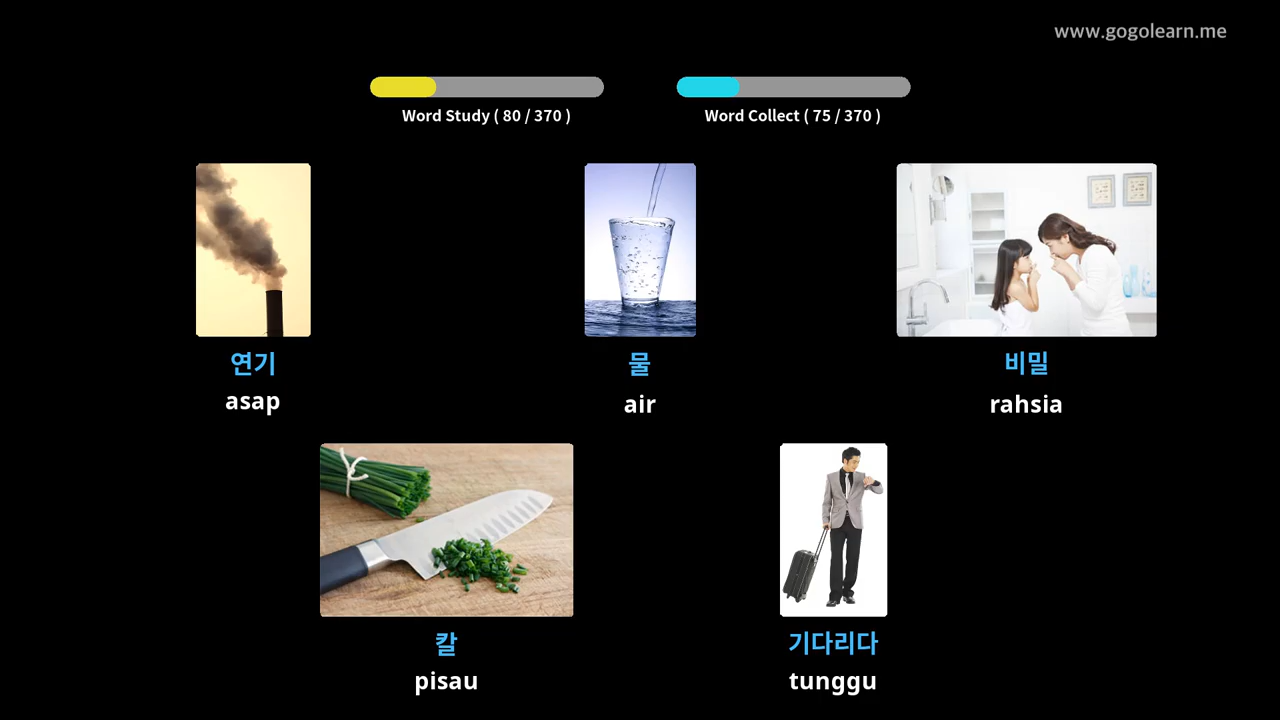 www.gogolearn.me
Word Study ( 80 / 370 )
Word Collect ( 75 / 370 )
연기
asap
물
air
비밀
rahsia
칼
pisau
기다리다
tunggu